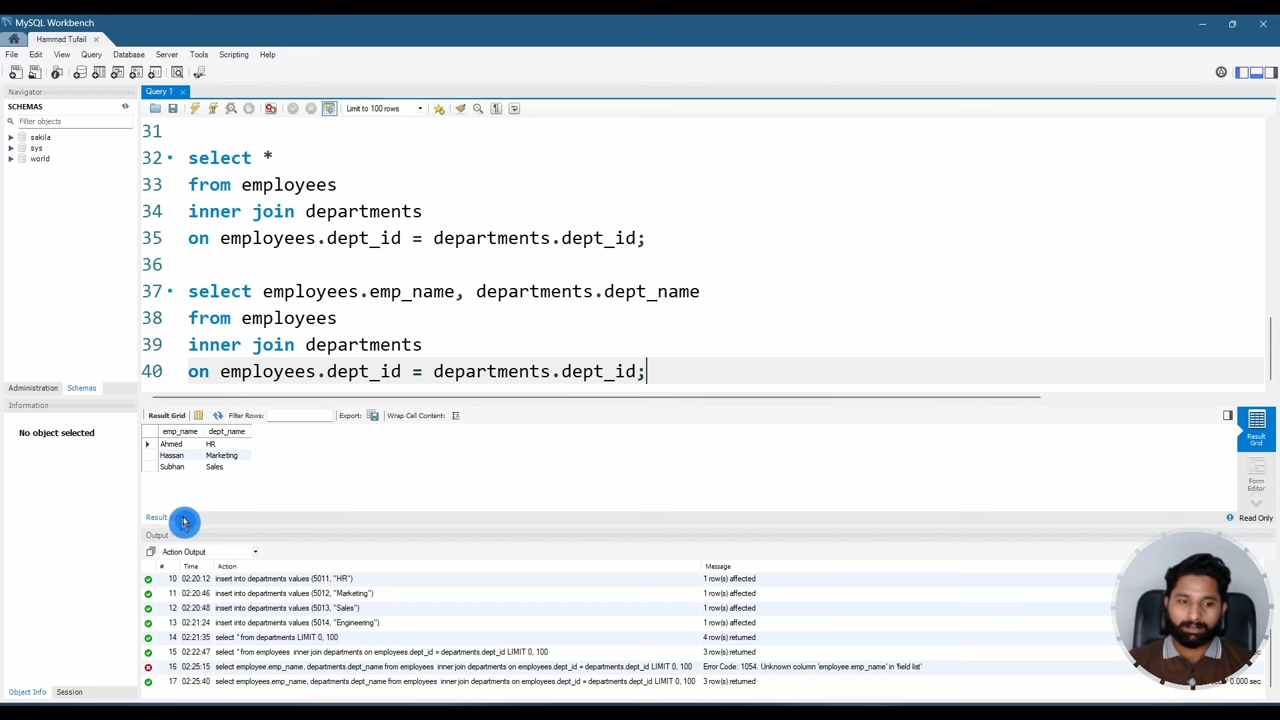 MySQL Workbench
Hammad Tufail
File Edit View Query Database Server Tools Scripting Help
Navigator
SCHEMAS
Filter objects
sakila
sys
world
Administration Schemas
Information
No object selected
Object Info Session
Query 1
Limit to 100 rows
31
32 select *
33 from employees
34 inner join departments
35 on employees.dept_id = departments.dept_id;
36
37 select employees.emp_name, departments.dept_name
38 from employees
39 inner join departments
40 on employees.dept_id = departments.dept_id;
Result Grid Filter Rows: Export: Wrap Cell Content:
emp_name dept_name
Ahmed HR
Hassan Marketing
Subhan Sales
Result Grid
Form Editor
Result
Read Only
Output
Action Output
# Time Action Message
10 02:20:12 insert into departments values (5011, "HR") 1 row(s) affected
11 02:20:46 insert into departments values (5012, "Marketing") 1 row(s) affected
12 02:20:48 insert into departments values (5013, "Sales") 1 row(s) affected
13 02:21:24 insert into departments values (5014, "Engineering") 1 row(s) affected
14 02:21:35 select * from departments LIMIT 0, 100 4 row(s) returned
15 02:22:47 select * from employees inner join departments on employees.dept_id = departments.dept_id LIMIT 0, 100 3 row(s) returned
16 02:25:15 select employee.emp_name, departments.dept_name from employees inner join departments on employees.dept_id = departments.dept_id LIMIT 0, 100 Error Code: 1054. Unknown column 'employee.emp_name' in 'field list'
17 02:25:40 select employees.emp_name, departments.dept_name from employees inner join departments on employees.dept_id = departments.dept_id LIMIT 0, 100 3 row(s) returned 0.000 sec